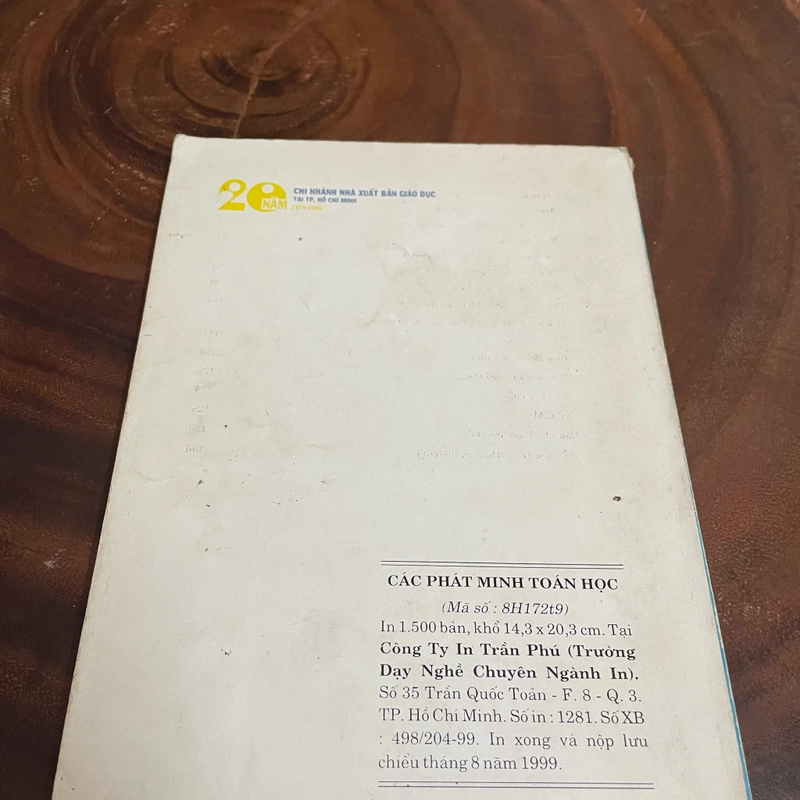 20 NĂM
CHI NHÁNH NHÀ XUẤT BẢN GIÁO DỤC
TẠI TP. HỒ CHÍ MINH
1979-1999
CÁC PHÁT MINH TOÁN HỌC
(Mã số : 8H172t9)
In 1.500 bản, khổ 14,3 x 20,3 cm. Tại
Công Ty In Trần Phú (Trường
Dạy Nghề Chuyên Ngành In).
Số 35 Trần Quốc Toản - F. 8 - Q. 3.
TP. Hồ Chí Minh. Số in : 1281. Số XB
: 498/204-99. In xong và nộp lưu
chiểu tháng 8 năm 1999.